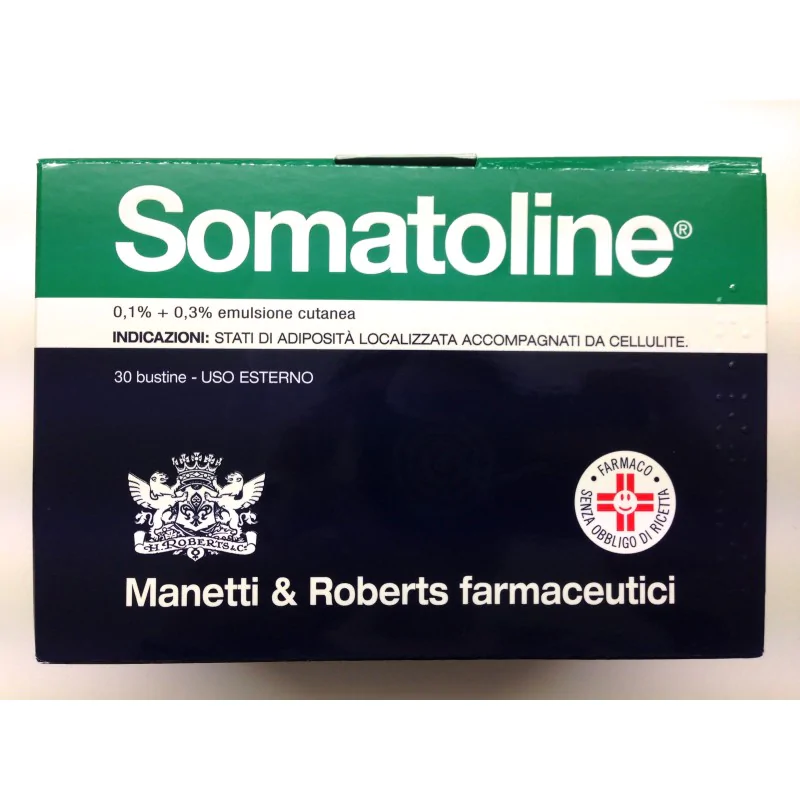 Somatoline®
0,1% + 0,3% emulsione cutanea
INDICAZIONI: STATI DI ADIPOSITÀ LOCALIZZATA ACCOMPAGNATI DA CELLULITE.
30 bustine - USO ESTERNO
FARMACO
SENZA OBBLIGO DI RICETTA
H. ROBERTS & C.
Manetti & Roberts farmaceutici